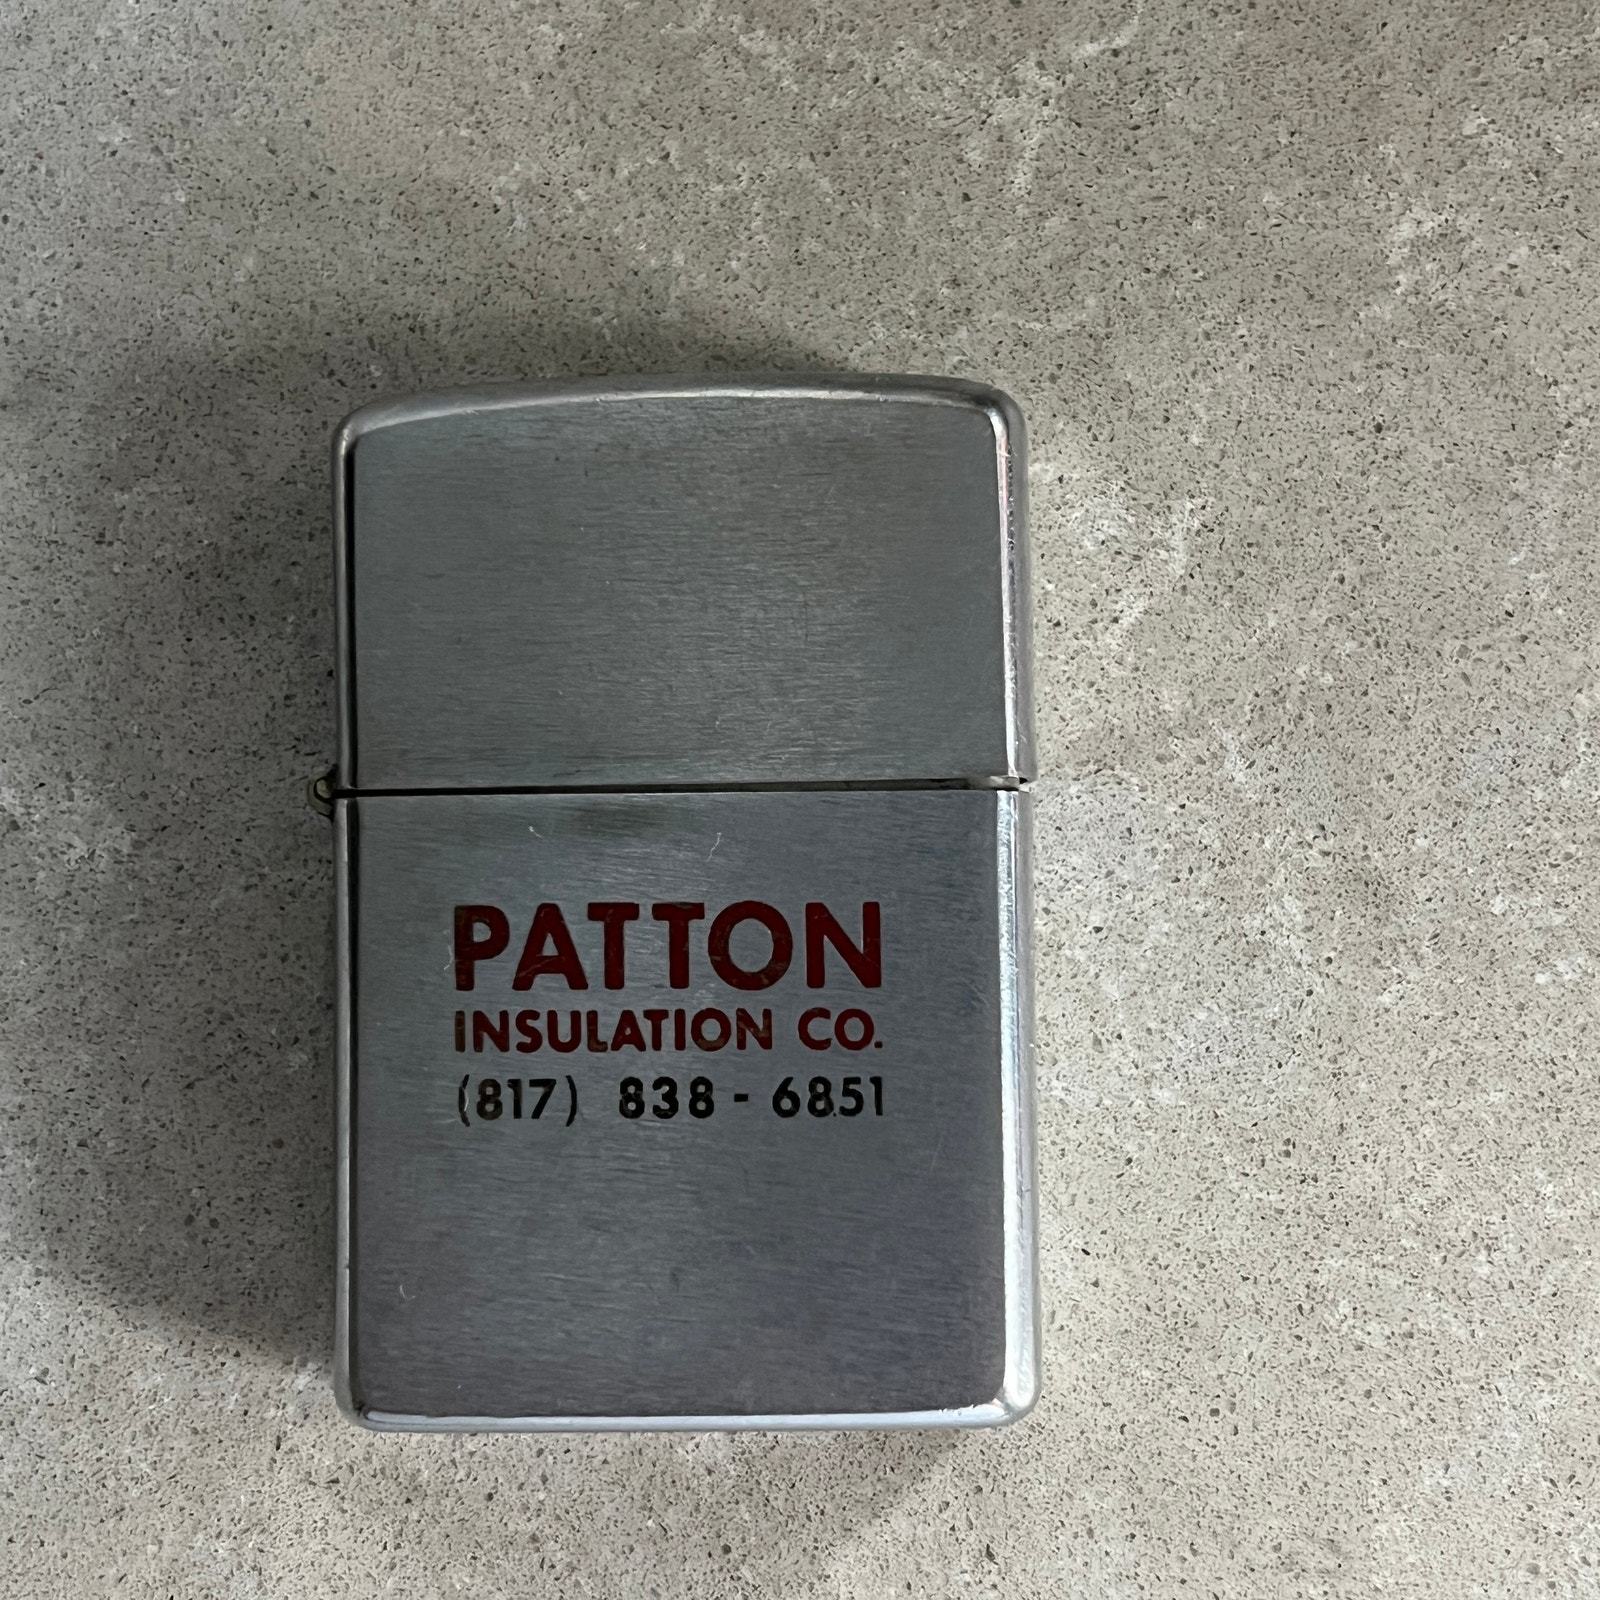 PATTON
INSULATION CO.
(817) 838-6851